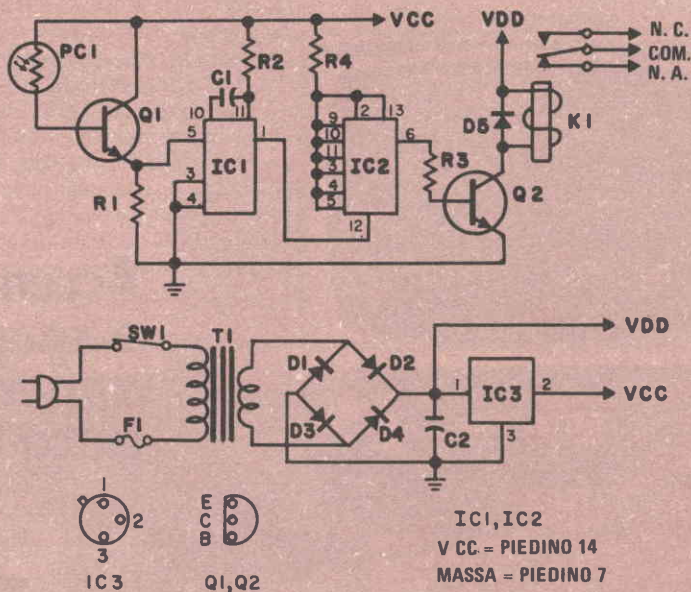 VCC
VDD
N. C.
COM.
N. A.
PC1
R2
R4
C1
Q1
10
11
2
13
D5
K1
5
IC1
1
9
10
11
3
4
5
IC2
6
R3
Q2
3
4
R1
12
SW1
T1
VDD
D1
D2
1
IC3
2
VCC
F1
D3
D4
C2
3
1
2
3
IC3
E
C
B
Q1,Q2
IC1,IC2
V CC = PIEDINO 14
MASSA = PIEDINO 7